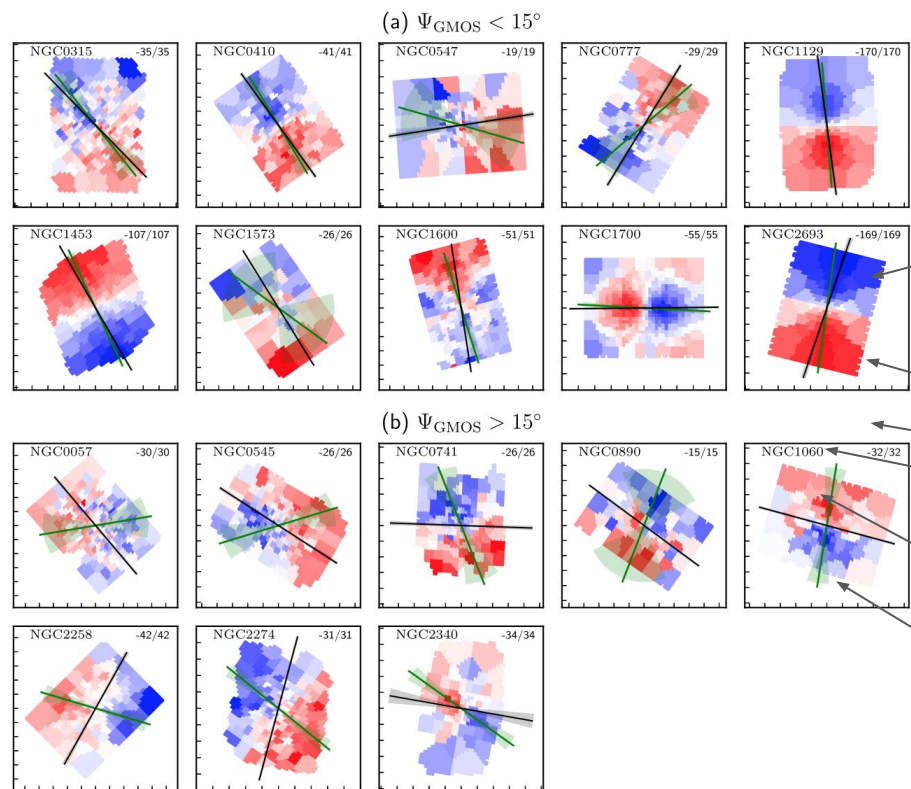 (a) Ψ_GMOS < 15°
NGC0315 -35/35
NGC0410 -41/41
NGC0547 -19/19
NGC0777 -29/29
NGC1129 -170/170
NGC1453 -107/107
NGC1573 -26/26
NGC1600 -51/51
NGC1700 -55/55
NGC2693 -169/169
(b) Ψ_GMOS > 15°
NGC0057 -30/30
NGC0545 -26/26
NGC0741 -26/26
NGC0890 -15/15
NGC1060 -32/32
NGC2258 -42/42
NGC2274 -31/31
NGC2340 -34/34